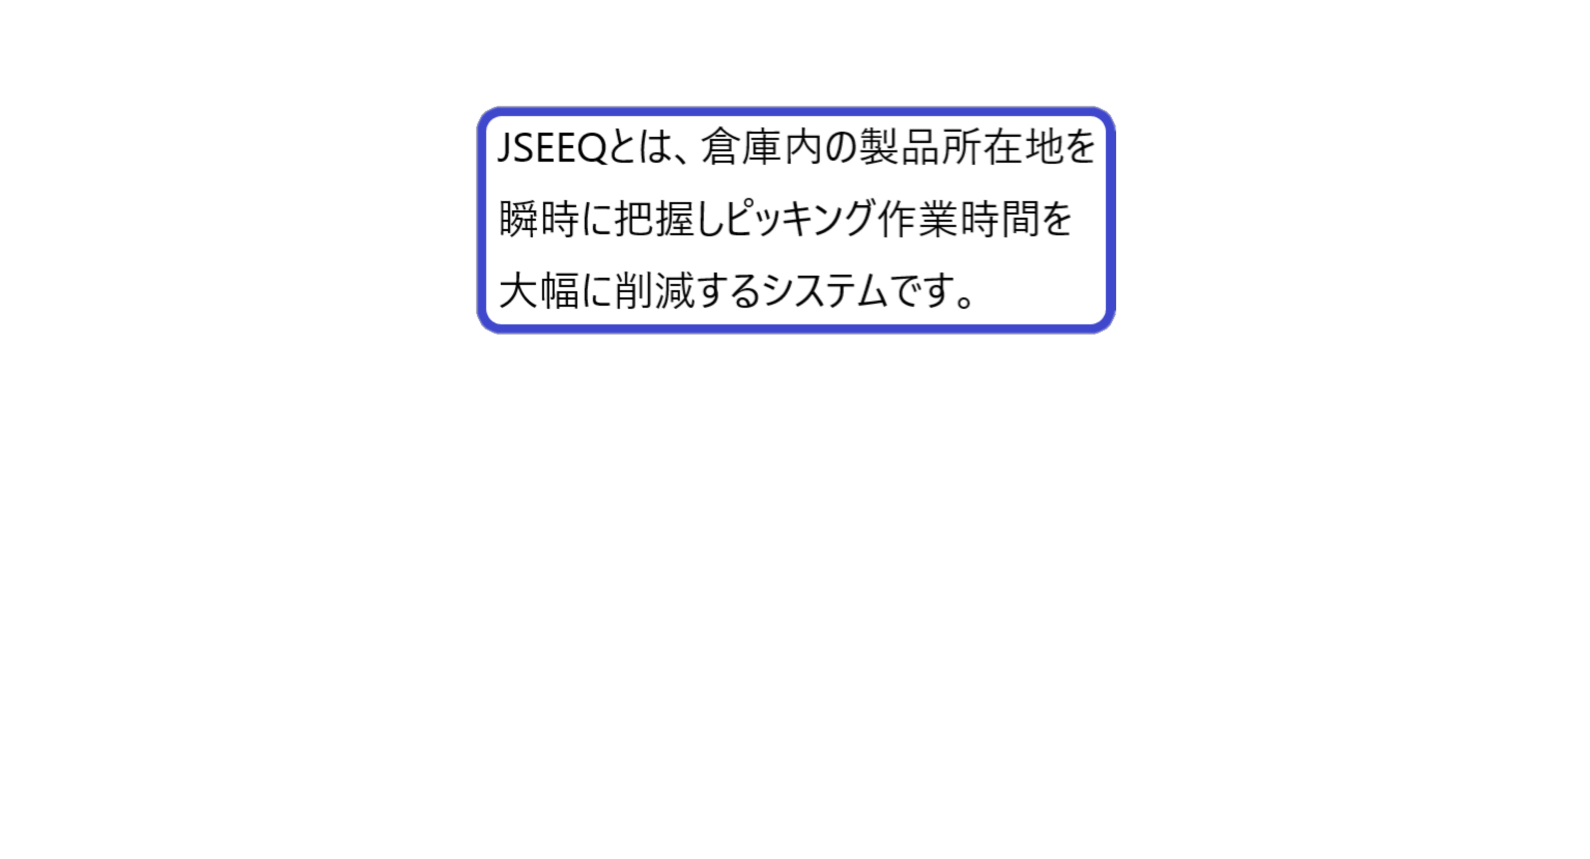 JSEEQとは、倉庫内の製品所在地を
瞬時に把握しピッキング作業時間を
大幅に削減するシステムです。